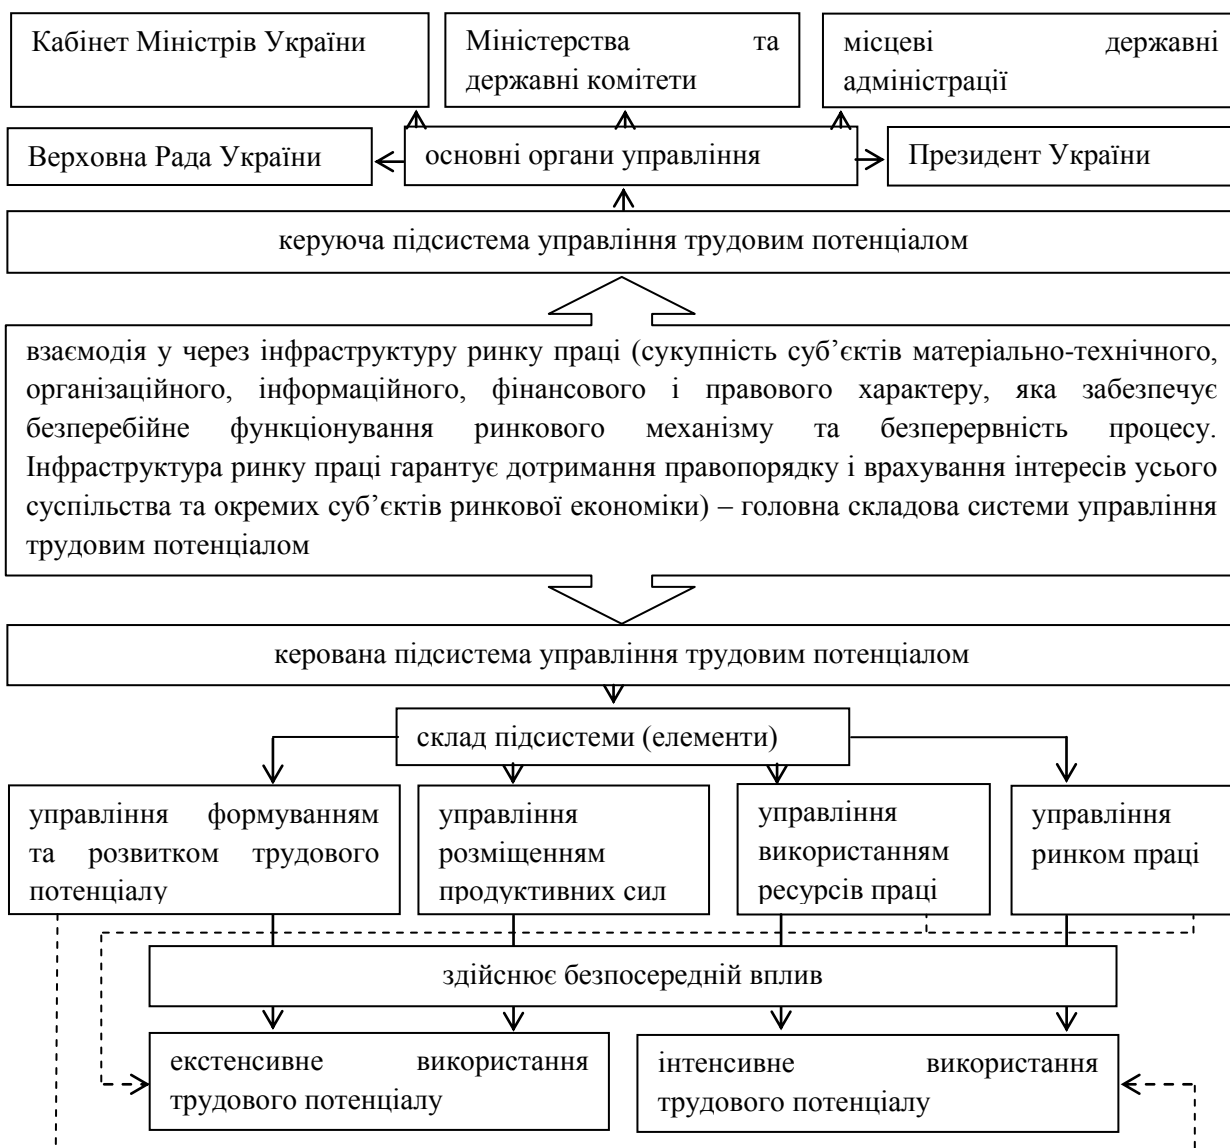 Кабінет Міністрів України
Міністерства та
державні комітети
місцеві державні
адміністрації
Верховна Рада України
основні органи управління
Президент України
керуюча підсистема управління трудовим потенціалом
взаємодія у через інфраструктуру ринку праці (сукупність суб’єктів матеріально-технічного,
організаційного, інформаційного, фінансового і правового характеру, яка забезпечує
безперебійне функціонування ринкового механізму та безперервність процесу.
Інфраструктура ринку праці гарантує дотримання правопорядку і врахування інтересів усього
суспільства та окремих суб’єктів ринкової економіки) – головна складова системи управління
трудовим потенціалом
керована підсистема управління трудовим потенціалом
склад підсистеми (елементи)
управління формуванням
та розвитком трудового
потенціалу
управління
розміщенням
продуктивних сил
управління
використанням
ресурсів праці
управління
ринком праці
здійснює безпосередній вплив
екстенсивне використання
трудового потенціалу
інтенсивне використання
трудового потенціалу